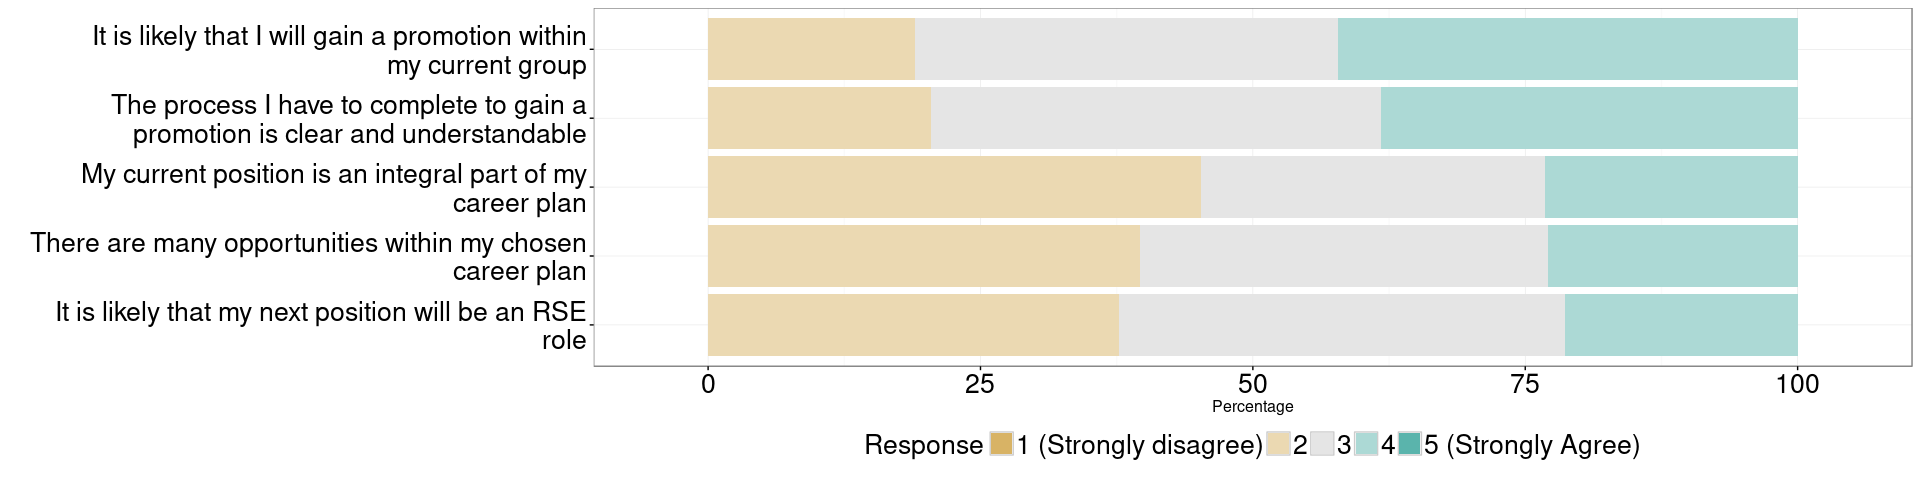 It is likely that I will gain a promotion within
my current group
The process I have to complete to gain a
promotion is clear and understandable
My current position is an integral part of my
career plan
There are many opportunities within my chosen
career plan
It is likely that my next position will be an RSE
role
0 25 50 75 100
Percentage
Response 1 (Strongly disagree) 2 3 4 5 (Strongly Agree)